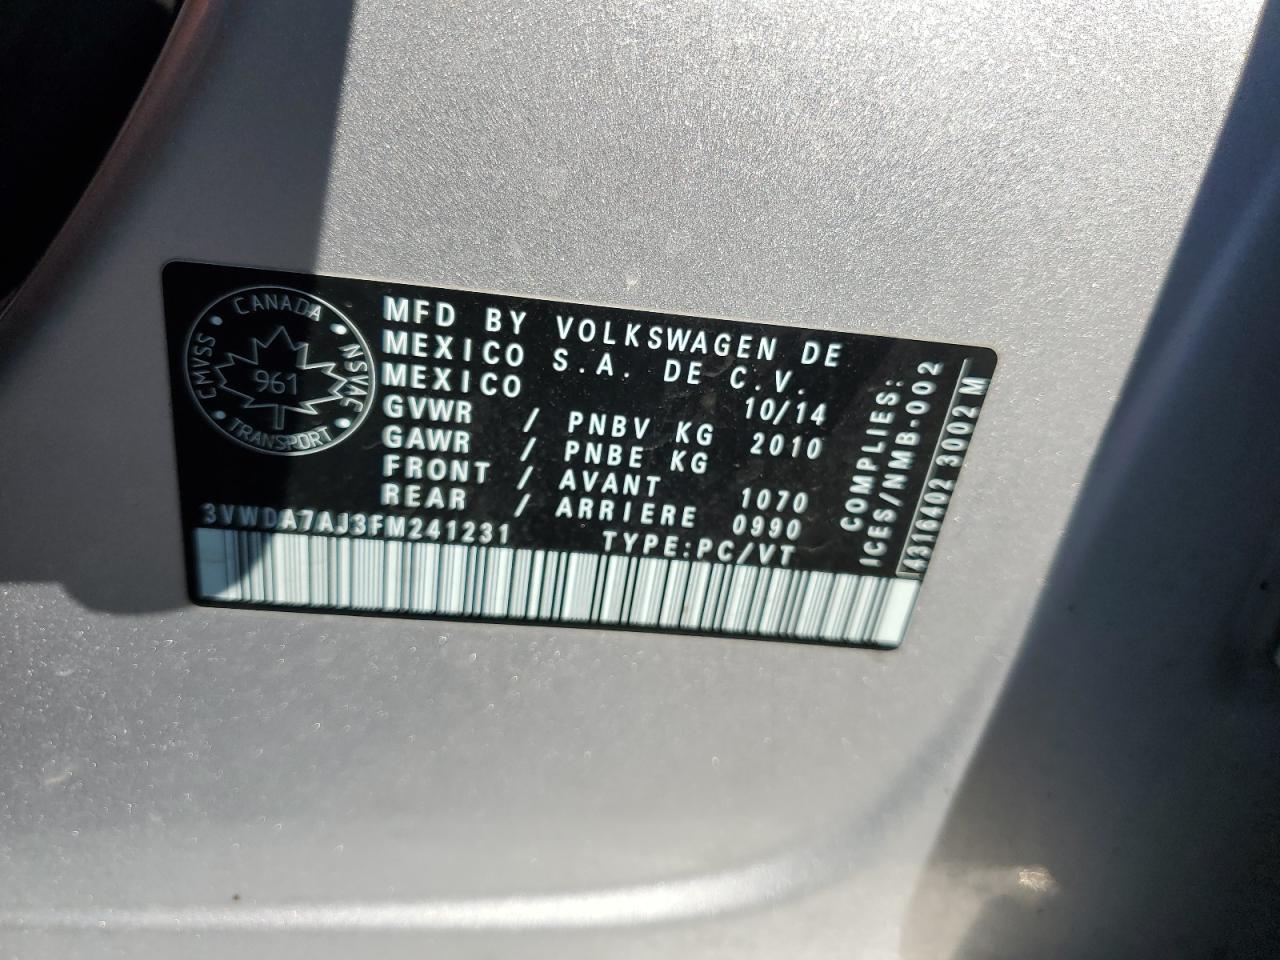 CANADA
CMVSS • NSVAC
961
• TRANSPORT •
MFD BY VOLKSWAGEN DE
MEXICO S.A. DE C.V.
MEXICO 10/14
GVWR / PNBV KG 2010
GAWR / PNBE KG
FRONT / AVANT 1070
REAR / ARRIERE 0990
3VWDA7AJ3FM241231 TYPE:PC/VT
COMPLIES:
ICES/NMB-002
43116402 3002 M